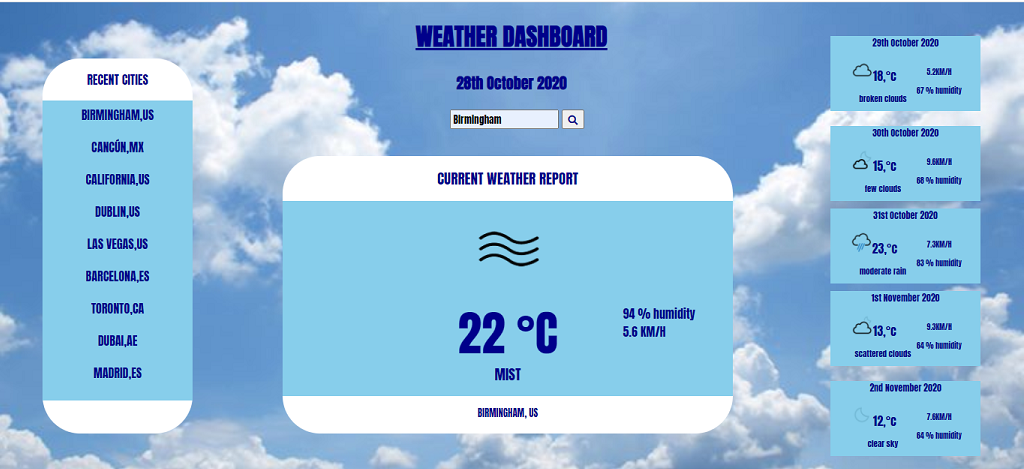 WEATHER DASHBOARD
28th October 2020
Birmingham
RECENT CITIES
BIRMINGHAM,US
CANCÚN,MX
CALIFORNIA,US
DUBLIN,US
LAS VEGAS,US
BARCELONA,ES
TORONTO,CA
DUBAI,AE
MADRID,ES
CURRENT WEATHER REPORT
22 °C
MIST
94 % humidity
5.6 KM/H
BIRMINGHAM, US
29th October 2020
18,°C
5.2KM/H
67 % humidity
broken clouds
30th October 2020
15,°C
9.6KM/H
68 % humidity
few clouds
31st October 2020
23,°C
7.3KM/H
83 % humidity
moderate rain
1st November 2020
13,°C
9.3KM/H
64 % humidity
scattered clouds
2nd November 2020
12,°C
7.6KM/H
64 % humidity
clear sky